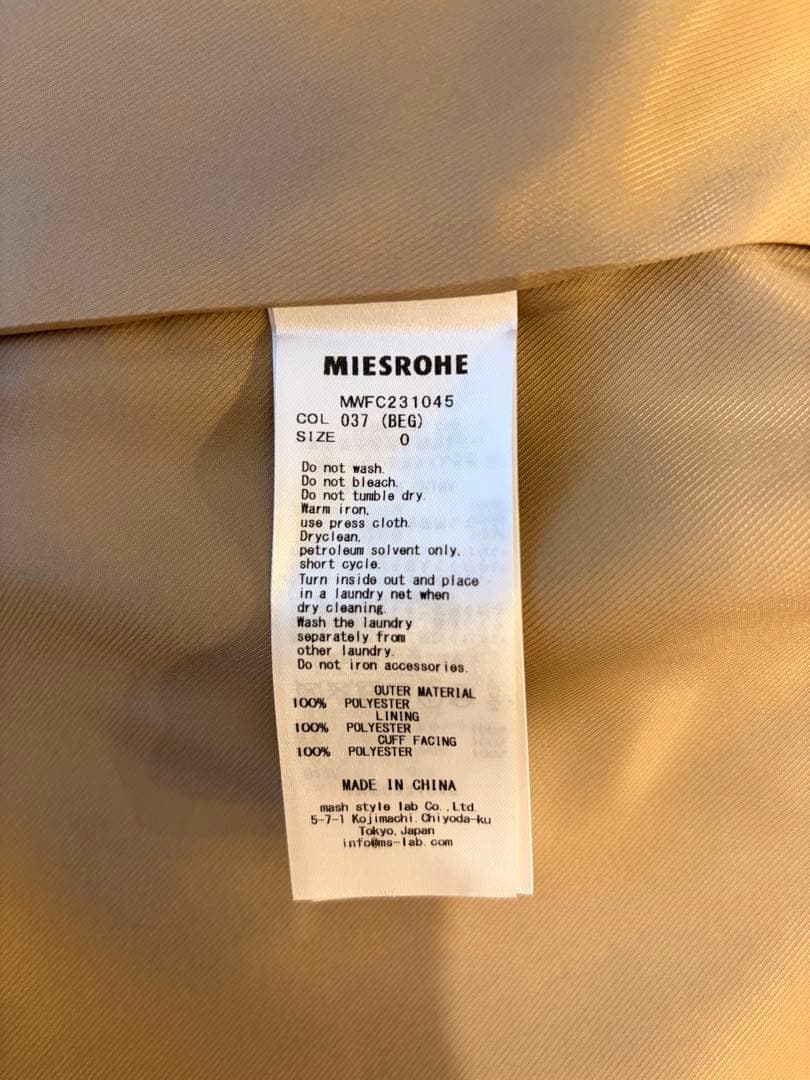 MIESROHE
MWFC231045
COL 037 (BEG)
SIZE 0
Do not wash.
Do not bleach.
Do not tumble dry.
Warm iron,
use press cloth.
Dryclean,
petroleum solvent only,
short cycle.
Turn inside out and place
in a laundry net when
dry cleaning.
Wash the laundry
separately from
other laundry.
Do not iron accessories.
OUTER MATERIAL
100% POLYESTER
LINING
100% POLYESTER
CUFF FACING
100% POLYESTER
MADE IN CHINA
mash style lab Co.,Ltd.
5-7-1 Kojimachi,Chiyoda-ku
Tokyo,Japan
info@ms-lab.com